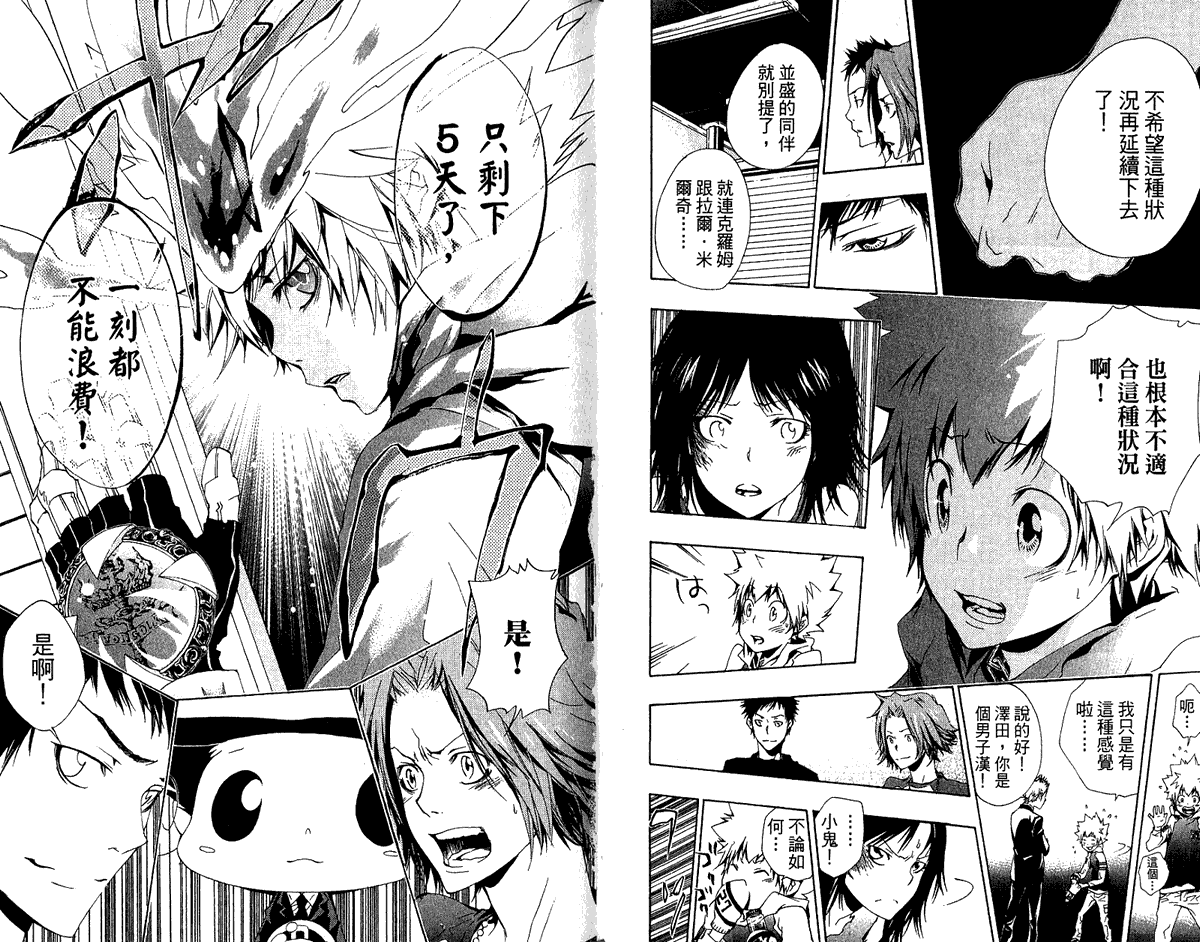 不希望這種狀
況再延續下去
了！
並盛的同伴
就別提了，
就連克羅姆
跟拉爾・米
爾奇……
也根本不適
合這種狀況
啊！
はっ
呃…
我只是有
這種感覺
啦……
這個…
說的好！
澤田，你是
個男子漢！
……
小鬼！
不論如
何…
只剩下
5天了，
一刻都
不能浪費！
VONGOLA
是！
是啊！